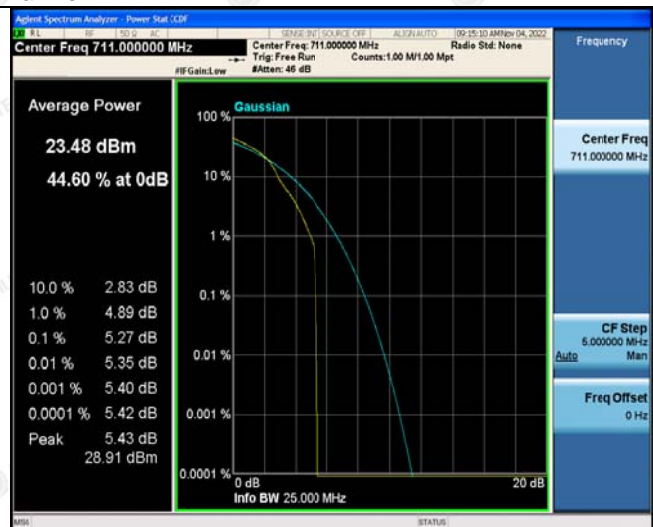 Agilent Spectrum Analyzer - Power Stat CCDF
RL RF 50 Ω AC SENSE:INT SOURCE OFF ALIGN AUTO 09:15:10 AM Nov 04, 2022
Center Freq 711.000000 MHz
Center Freq: 711.000000 MHz Radio Std: None
Trig: Free Run Counts:1.00 M/1.00 Mpt
#IFGain:Low #Atten: 46 dB
Frequency
Average Power
23.48 dBm
44.60 % at 0dB
10.0 % 2.83 dB
1.0 % 4.89 dB
0.1 % 5.27 dB
0.01 % 5.35 dB
0.001 % 5.40 dB
0.0001 % 5.42 dB
Peak 5.43 dB
28.91 dBm
Gaussian
100 %
10 %
1 %
0.1 %
0.01 %
0.001 %
0.0001 %
0 dB 20 dB
Info BW 25.000 MHz
Center Freq
711.000000 MHz
CF Step
5.000000 MHz
Auto Man
Freq Offset
0 Hz
MSG STATUS